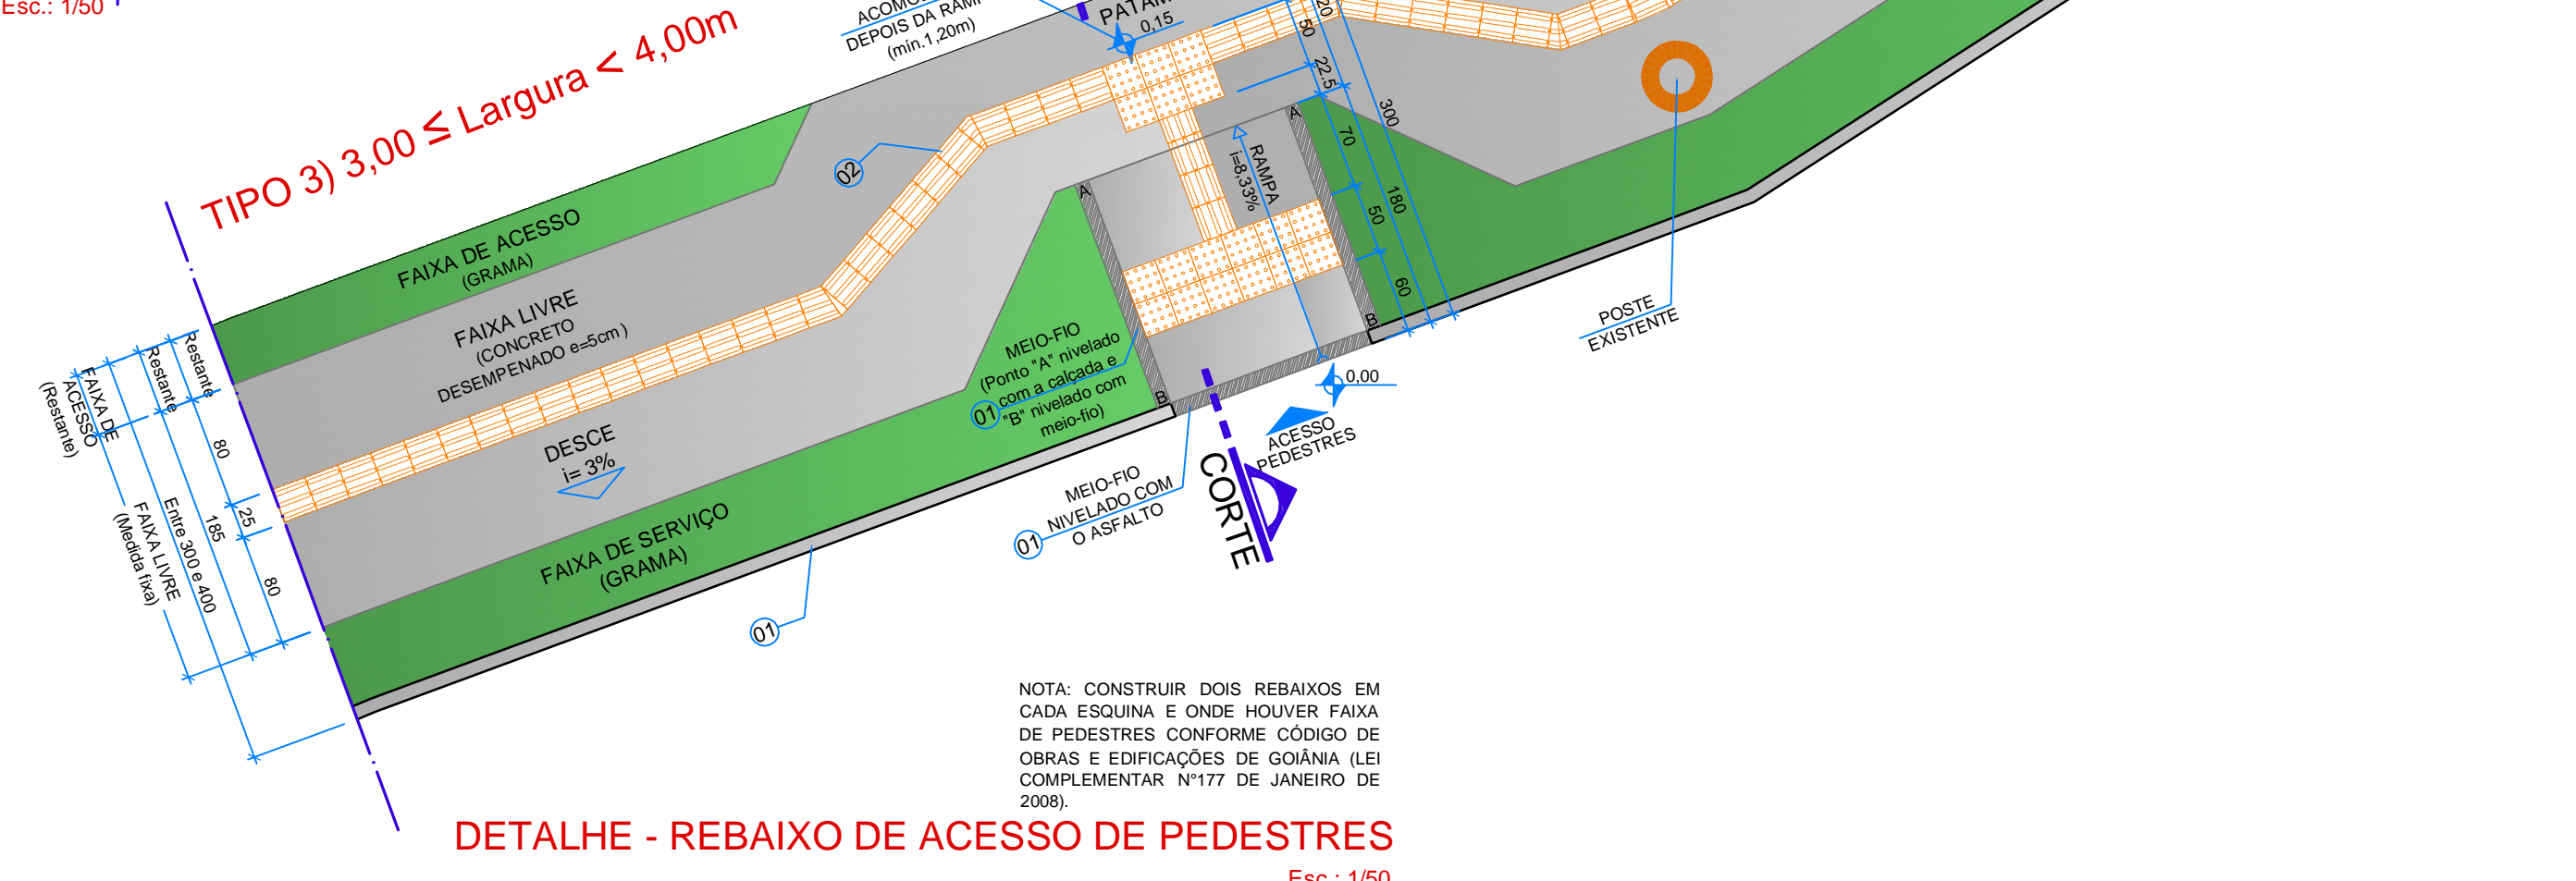 Esc.: 1/50
TIPO 3) 3,00 ≤ Largura < 4,00m
DEPOIS DA RAMP
(mín.1,20m)
0,15
50
20
22.5
300
70
180
50
60
RAMPA
i=8,33%
A
A
B
B
02
FAIXA DE ACESSO
(GRAMA)
FAIXA LIVRE
(CONCRETO
DESEMPENADO e=5cm )
DESCE
i= 3%
FAIXA DE SERVIÇO
(GRAMA)
MEIO-FIO
(Ponto "A" nivelado
com a calçada e
"B" nivelado com
meio-fio)
01
MEIO-FIO
NIVELADO COM
O ASFALTO
01
01
0,00
ACESSO
PEDESTRES
CORTE
POSTE
EXISTENTE
Restante
Restante
FAIXA DE
ACESSO
(Restante)
80
25
80
185
Entre 300 e 400
FAIXA LIVRE
(Medida fixa)
NOTA: CONSTRUIR DOIS REBAIXOS EM
CADA ESQUINA E ONDE HOUVER FAIXA
DE PEDESTRES CONFORME CÓDIGO DE
OBRAS E EDIFICAÇÕES DE GOIÂNIA (LEI
COMPLEMENTAR N°177 DE JANEIRO DE
2008).
DETALHE - REBAIXO DE ACESSO DE PEDESTRES
Esc.: 1/50